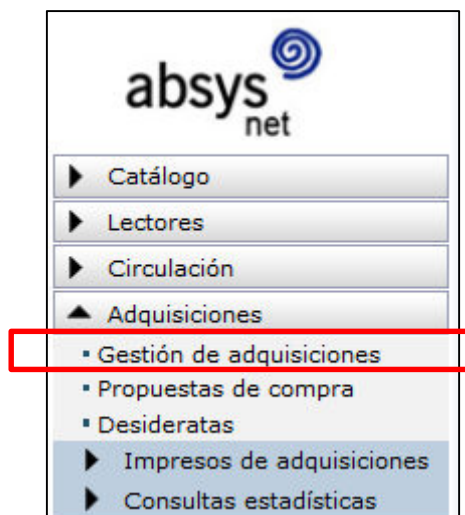 absys
net
Catálogo
Lectores
Circulación
Adquisiciones
Gestión de adquisiciones
Propuestas de compra
Desideratas
Impresos de adquisiciones
Consultas estadísticas